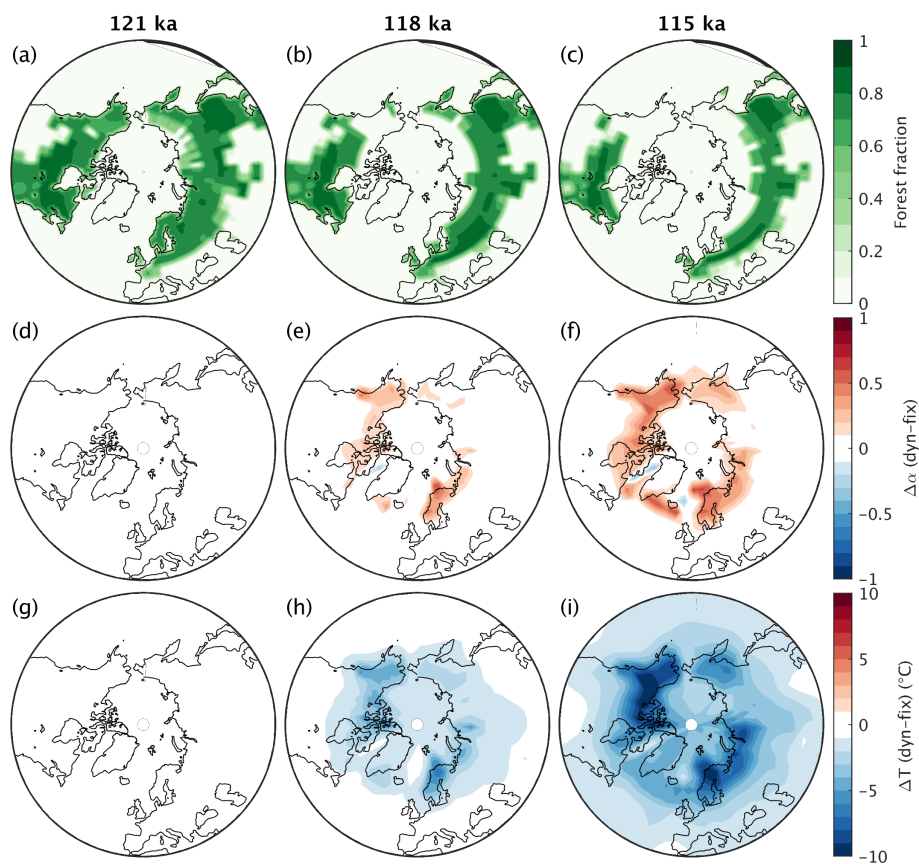 121 ka
118 ka
115 ka
(a)
(b)
(c)
1
0.8
0.6
0.4
0.2
0
Forest fraction
(d)
(e)
(f)
1
0.5
0
−0.5
−1
Δα (dyn−fix)
(g)
(h)
(i)
10
5
0
−5
−10
ΔT (dyn−fix) (°C)